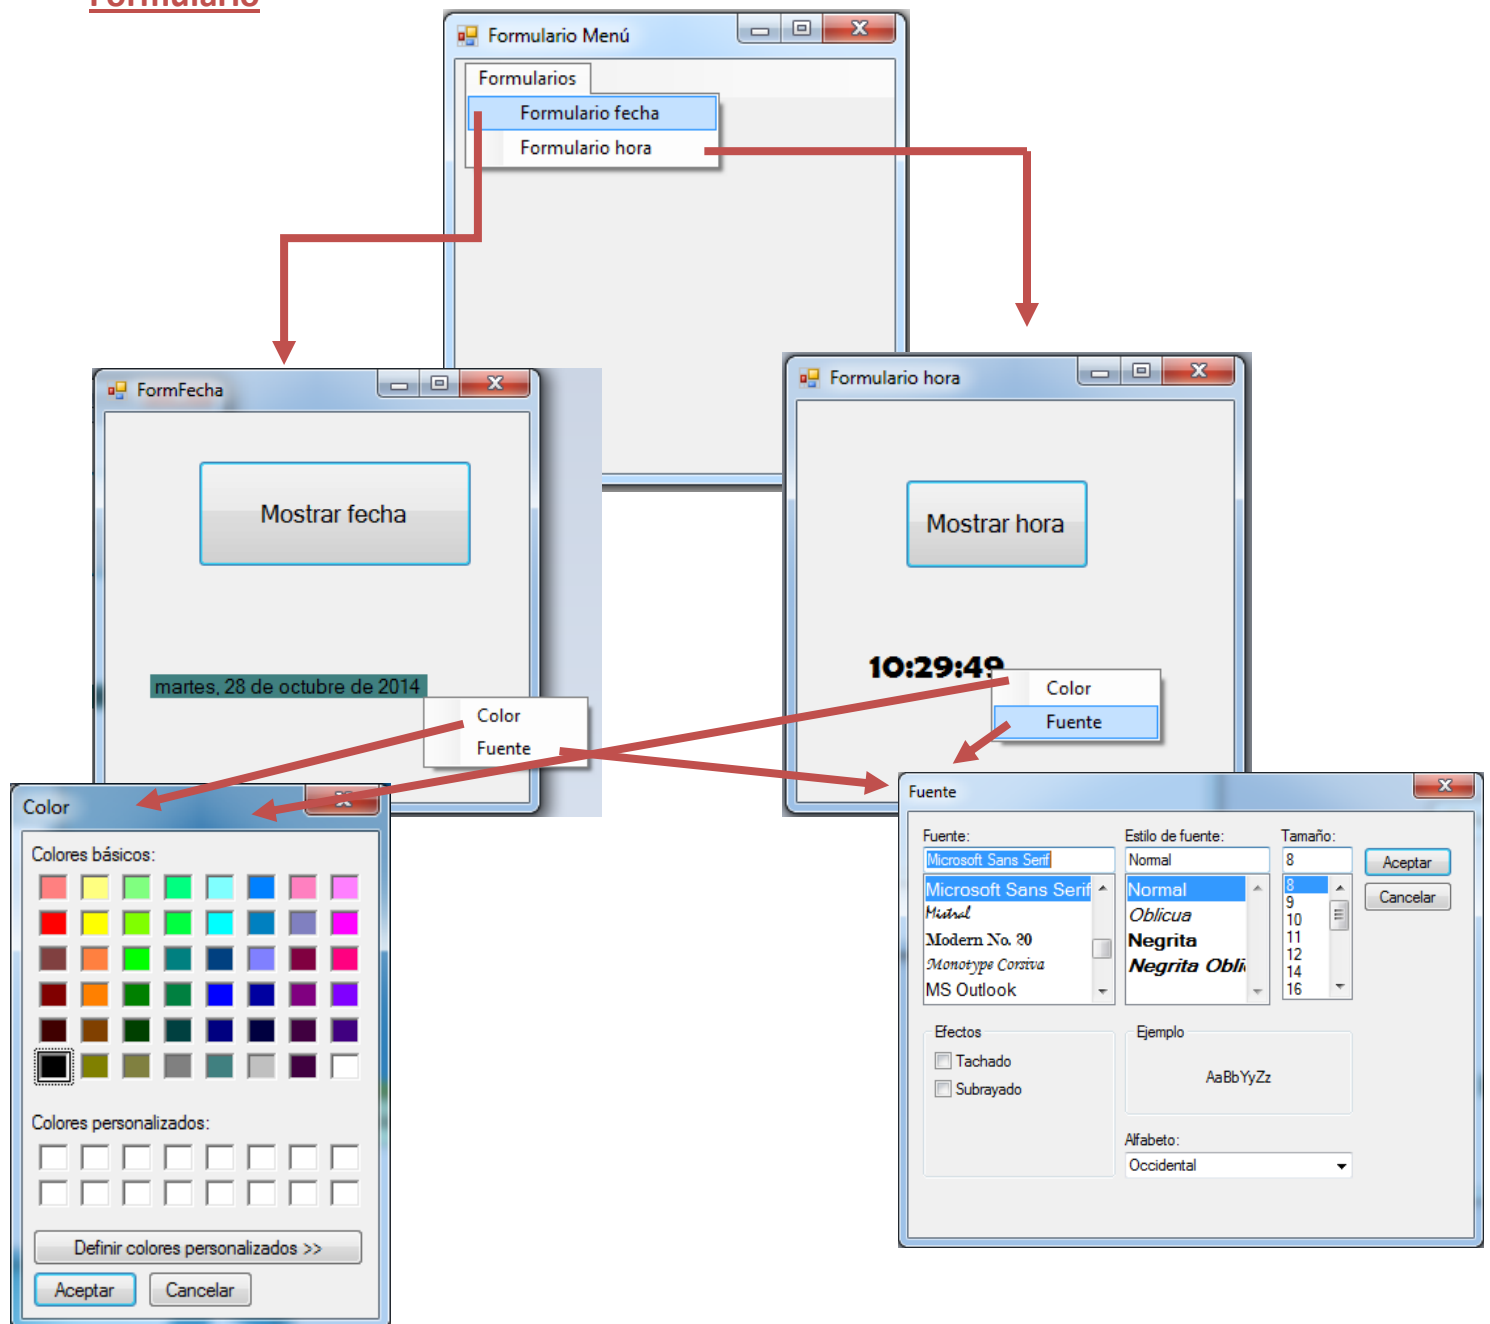 Formulario
Formulario Menú
Formularios
Formulario fecha
Formulario hora
FormFecha
Mostrar fecha
martes, 28 de octubre de 2014
Color
Fuente
Formulario hora
Mostrar hora
10:29:49
Color
Fuente
Color
Colores básicos:
Colores personalizados:
Definir colores personalizados >>
Aceptar Cancelar
Fuente
Fuente: Estilo de fuente: Tamaño:
Microsoft Sans Serif Normal 8 Aceptar
Microsoft Sans Serif Normal 8 Cancelar
Mistral Oblicua 9
Modern No. 20 Negrita 10
Monotype Corsiva Negrita Obli 11
MS Outlook 12
14
16
Efectos Ejemplo
Tachado AaBbYyZz
Subrayado
Alfabeto:
Occidental